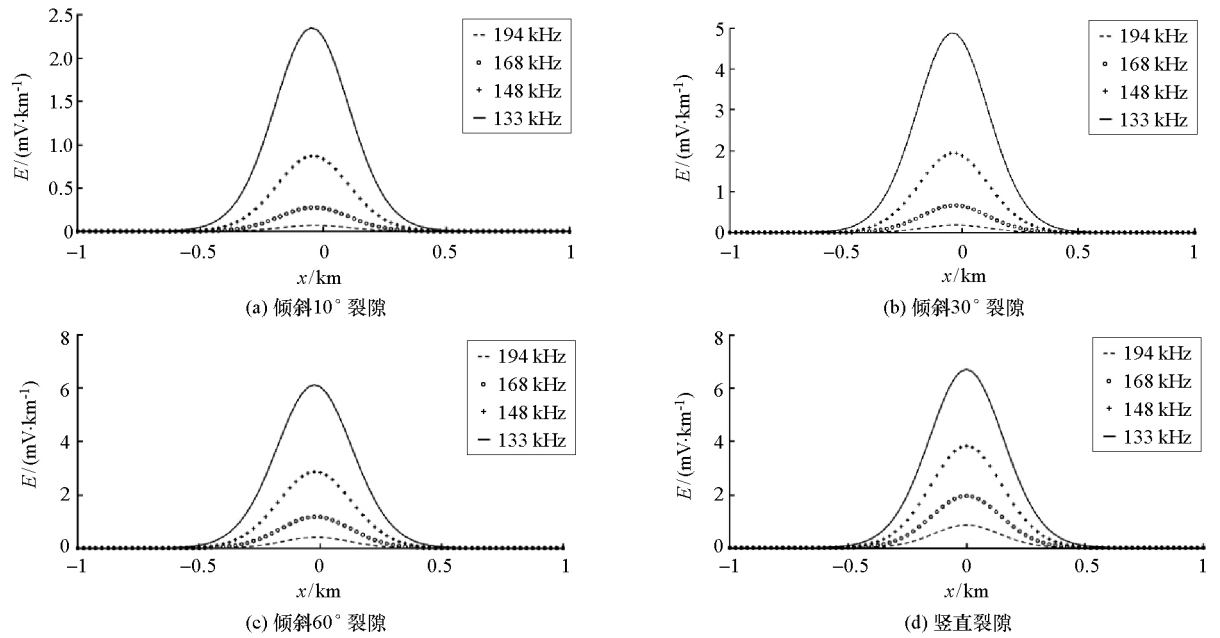 2.5
2.0
1.5
1.0
0.5
0
E/(mV·km⁻¹)
194 kHz
168 kHz
148 kHz
133 kHz
−1
−0.5
0
0.5
1
x/km
(a) 倾斜10° 裂隙
5
4
3
2
1
0
E/(mV·km⁻¹)
194 kHz
168 kHz
148 kHz
133 kHz
−1
−0.5
0
0.5
1
x/km
(b) 倾斜30° 裂隙
8
6
4
2
0
E/(mV·km⁻¹)
194 kHz
168 kHz
148 kHz
133 kHz
−1
−0.5
0
0.5
1
x/km
(c) 倾斜60° 裂隙
8
6
4
2
0
E/(mV·km⁻¹)
194 kHz
168 kHz
148 kHz
133 kHz
−1
−0.5
0
0.5
1
x/km
(d) 竖直裂隙